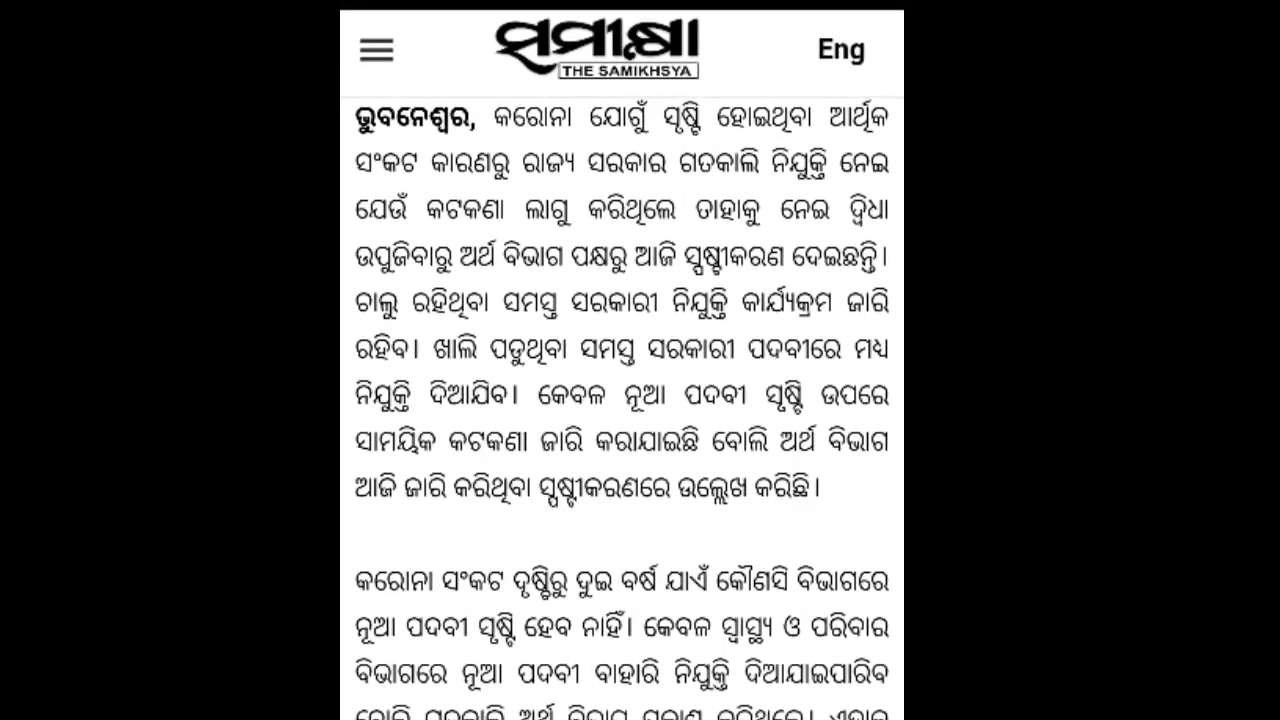 ସମୀକ୍ଷା
THE SAMIKHSYA
Eng
ଭୁବନେଶ୍ୱର, କରୋନା ଯୋଗୁଁ ସୃଷ୍ଟି ହୋଇଥିବା ଆର୍ଥିକ
ସଂକଟ କାରଣରୁ ରାଜ୍ୟ ସରକାର ଗତକାଲି ନିଯୁକ୍ତି ନେଇ
ଯେଉଁ କଟକଣା ଲାଗୁ କରିଥିଲେ ତାହାକୁ ନେଇ ଦ୍ୱିଧା
ଉପୁଜିବାରୁ ଅର୍ଥ ବିଭାଗ ପକ୍ଷରୁ ଆଜି ସ୍ପଷ୍ଟୀକରଣ ଦେଇଛନ୍ତି।
ଚାଲୁ ରହିଥିବା ସମସ୍ତ ସରକାରୀ ନିଯୁକ୍ତି କାର୍ଯ୍ୟକ୍ରମ ଜାରି
ରହିବ। ଖାଲି ପଡୁଥିବା ସମସ୍ତ ସରକାରୀ ପଦବୀରେ ମଧ୍ୟ
ନିଯୁକ୍ତି ଦିଆଯିବ। କେବଳ ନୂଆ ପଦବୀ ସୃଷ୍ଟି ଉପରେ
ସାମୟିକ କଟକଣା ଜାରି କରାଯାଇଛି ବୋଲି ଅର୍ଥ ବିଭାଗ
ଆଜି ଜାରି କରିଥିବା ସ୍ପଷ୍ଟୀକରଣରେ ଉଲ୍ଲେଖ କରିଛି।
କରୋନା ସଂକଟ ଦୃଷ୍ଟିରୁ ଦୁଇ ବର୍ଷ ଯାଏଁ କୌଣସି ବିଭାଗରେ
ନୂଆ ପଦବୀ ସୃଷ୍ଟି ହେବ ନାହିଁ। କେବଳ ସ୍ୱାସ୍ଥ୍ୟ ଓ ପରିବାର
ବିଭାଗରେ ନୂଆ ପଦବୀ ବାହାରି ନିଯୁକ୍ତି ଦିଆଯାଇପାରିବ